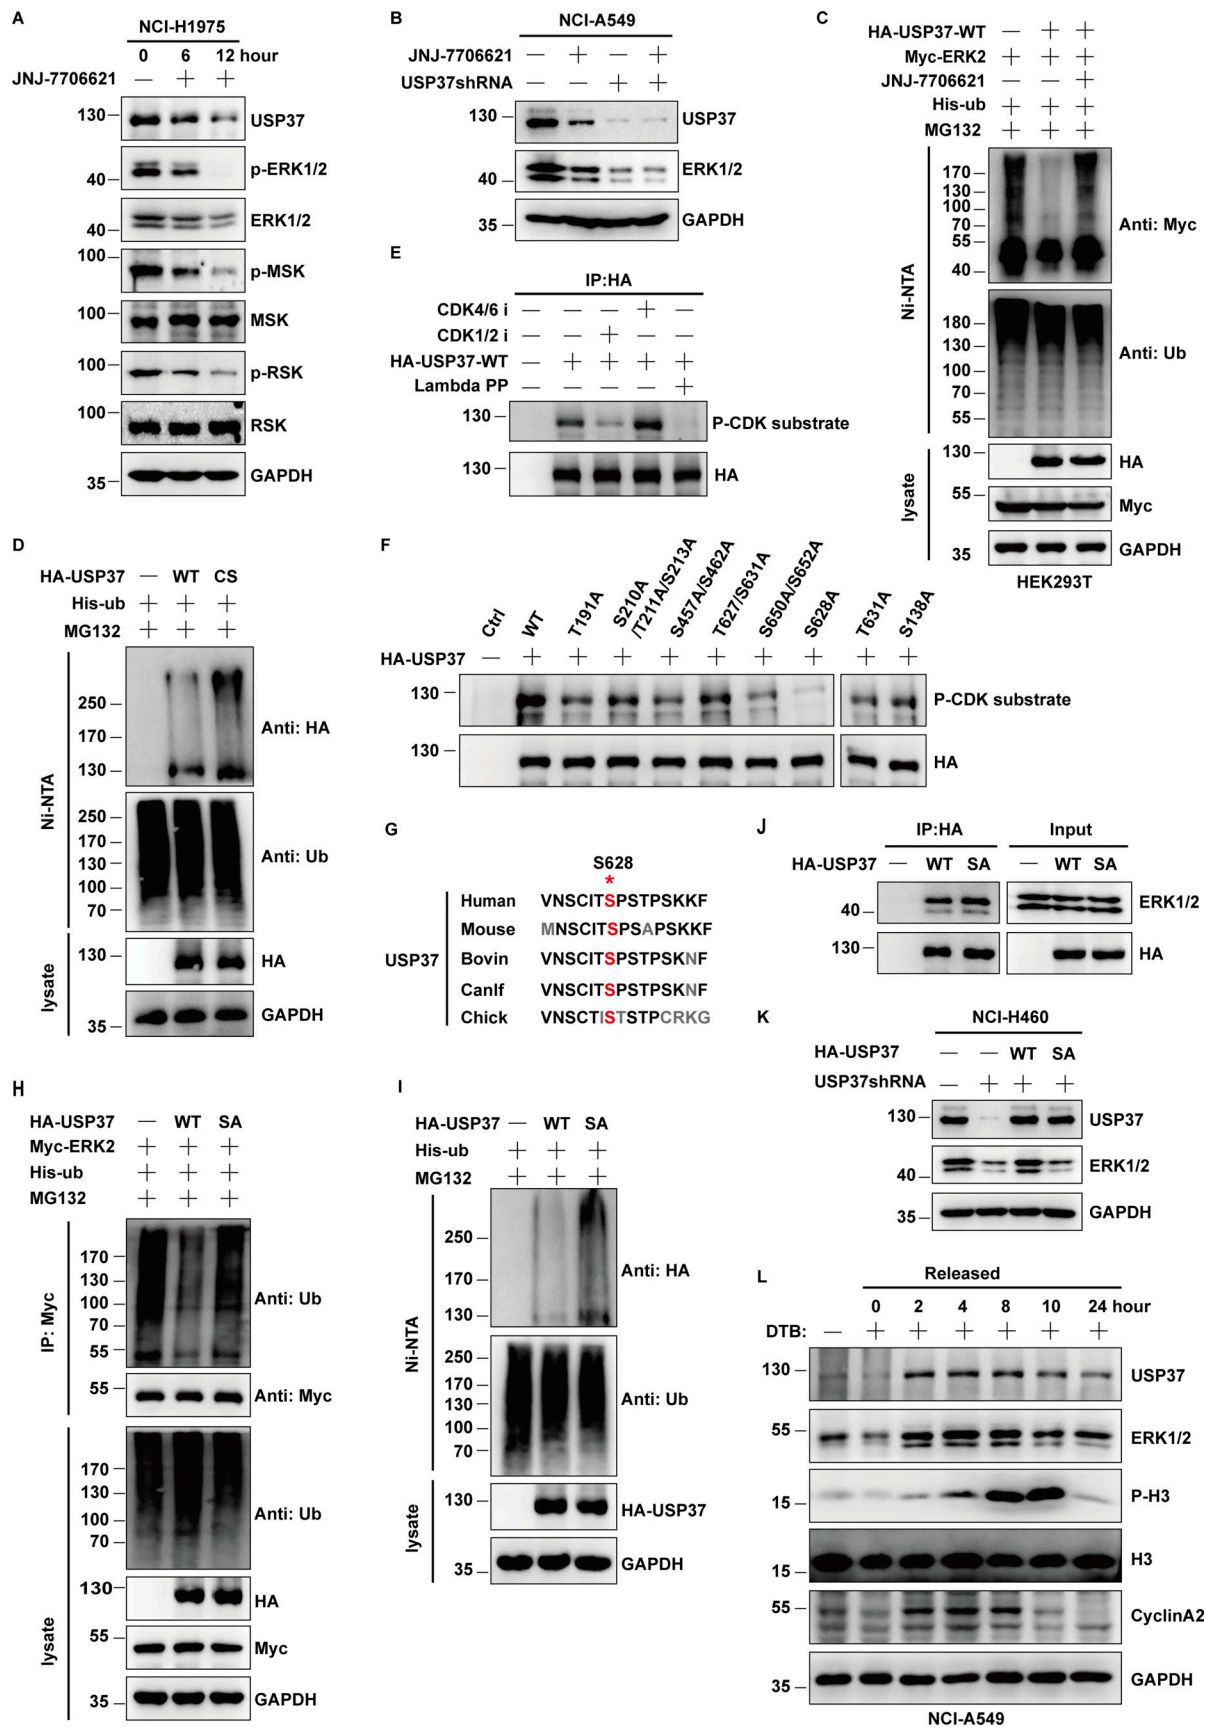 A
NCI-H1975
0 6 12 hour
JNJ-7706621 — + +
130 — USP37
40 — p-ERK1/2
40 — ERK1/2
100 — p-MSK
100 — MSK
100 — p-RSK
100 — RSK
35 — GAPDH
B
NCI-A549
JNJ-7706621 — + — +
USP37shRNA — — + +
130 — USP37
40 — ERK1/2
35 — GAPDH
C
HA-USP37-WT — + +
Myc-ERK2 + + +
JNJ-7706621 — — +
His-ub + + +
MG132 + + +
Ni-NTA
170
130
100
70
55
40
Anti: Myc
180
130
100
70
55
Anti: Ub
lysate
130 — HA
55 — Myc
35 GAPDH
HEK293T
E
IP:HA
CDK4/6 i — — — + —
CDK1/2 i — — + — —
HA-USP37-WT — + + + +
Lambda PP — — — — +
130 — P-CDK substrate
130 — HA
D
HA-USP37 — WT CS
His-ub + + +
MG132 + + +
Ni-NTA
250
170
130
Anti: HA
250
170
130
100
70
Anti: Ub
lysate
130 — HA
35 — GAPDH
F
Ctrl
WT
T191A
S210A
/T211A/S213A
S457A/S462A
T627/S631A
S650A/S652A
S628A
T631A
S138A
HA-USP37 — + + + + + + + + +
130 — P-CDK substrate
130 — HA
G
S628
*
USP37
Human VNSCITSPSTPSKKF
Mouse MNSCITSPSAPSKKF
Bovin VNSCITSPSTPSKNF
Canlf VNSCITSPSTPSKNF
Chick VNSCTISTSTPCRKG
J
IP:HA Input
HA-USP37 — WT SA — WT SA
40 — ERK1/2
130 — HA
K
NCI-H460
HA-USP37 — — WT SA
USP37shRNA — + + +
130 — USP37
40 — ERK1/2
35 — GAPDH
H
HA-USP37 — WT SA
Myc-ERK2 + + +
His-ub + + +
MG132 + + +
IP: Myc
170
130
100
70
55
Anti: Ub
55 — Anti: Myc
lysate
170
130
100
70
Anti: Ub
130 — HA
55 — Myc
35 — GAPDH
I
HA-USP37 — WT SA
His-ub + + +
MG132 + + +
Ni-NTA
250
170
130
Anti: HA
250
170
130
100
70
Anti: Ub
lysate
130 — HA-USP37
35 — GAPDH
L
Released
0 2 4 8 10 24 hour
DTB: — + + + + + +
130 — USP37
55 — ERK1/2
15 — P-H3
15 — H3
55 — CyclinA2
35 — GAPDH
NCI-A549